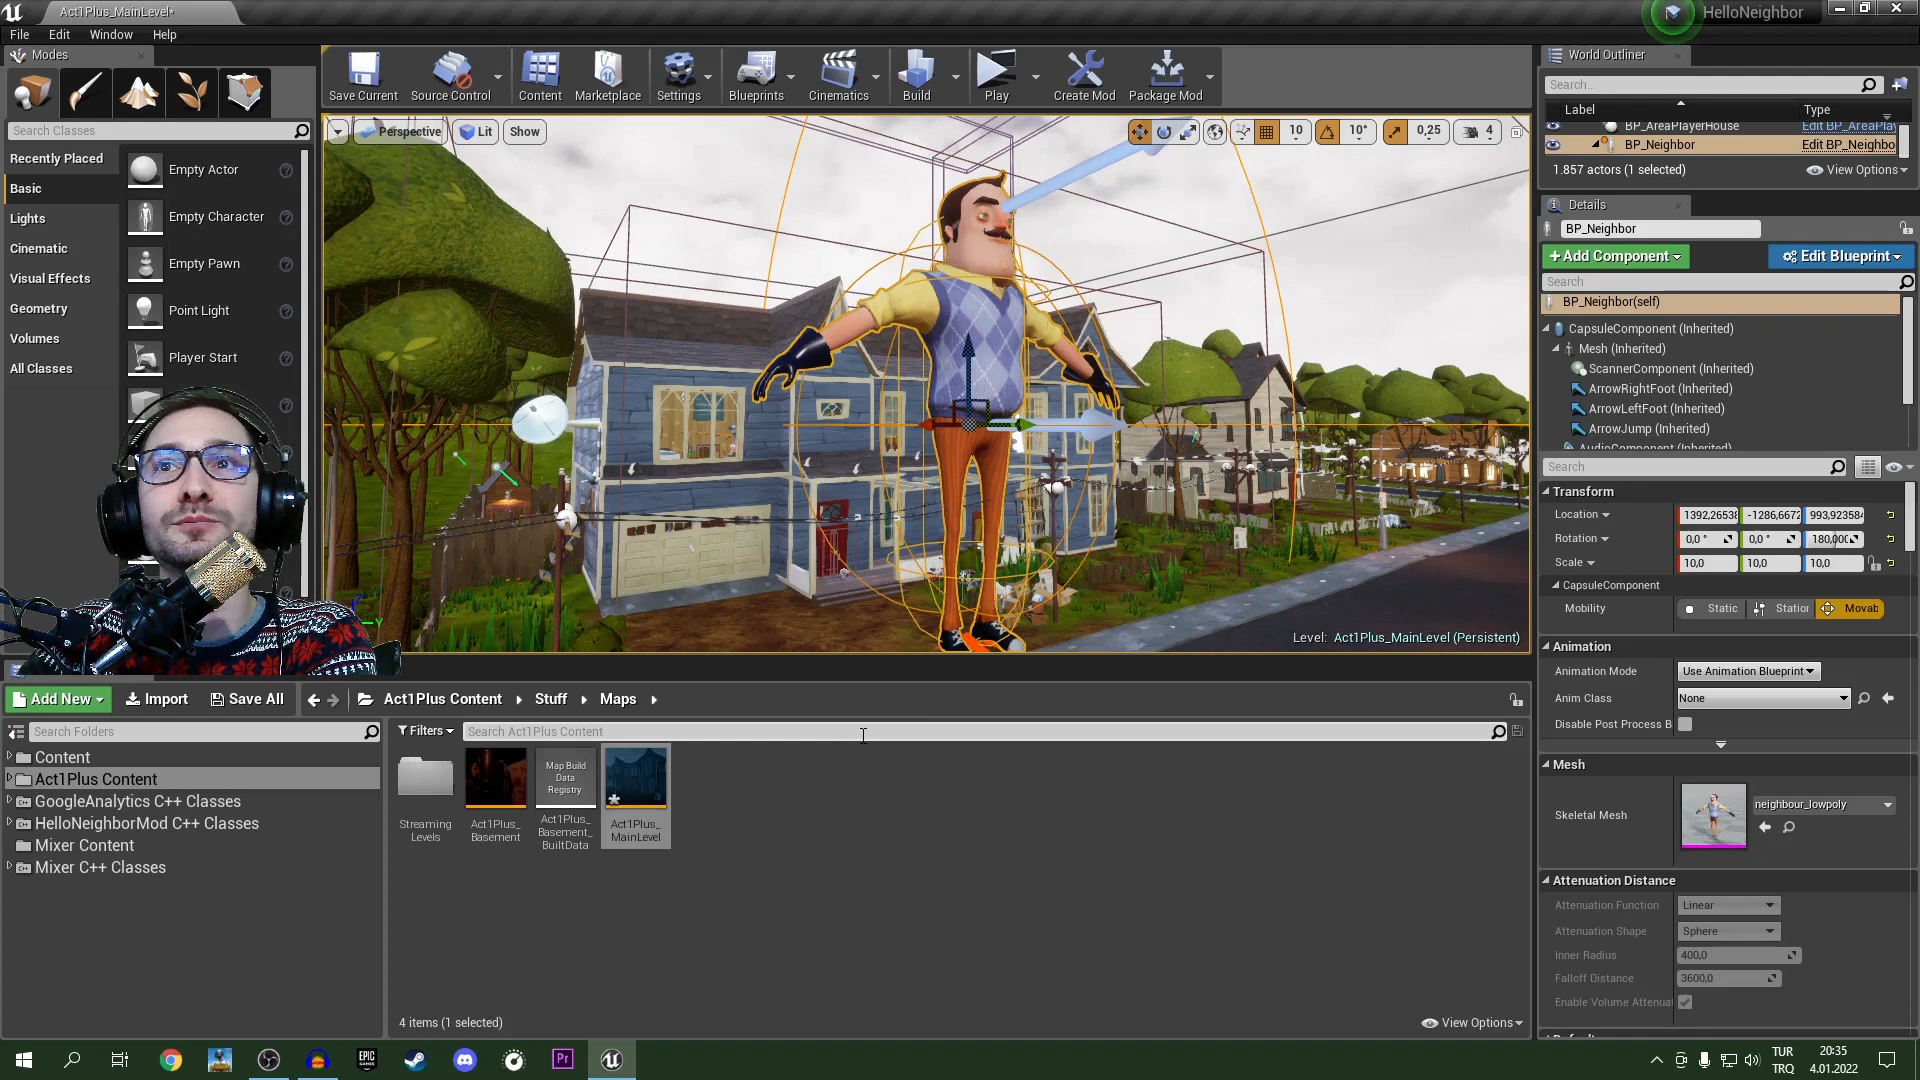 Act1Plus_MainLevel*
HelloNeighbor
File Edit Window Help
Modes
Search Classes
Recently Placed
Basic
Lights
Cinematic
Visual Effects
Geometry
Volumes
All Classes
Empty Actor
Empty Character
Empty Pawn
Point Light
Player Start
Save Current
Source Control
Content
Marketplace
Settings
Blueprints
Cinematics
Build
Play
Create Mod
Package Mod
Perspective
Lit
Show
10
10°
0,25
4
Level: Act1Plus_MainLevel (Persistent)
World Outliner
Search...
Label Type
BP_AreaPlayerHouse Edit BP_AreaPlay
BP_Neighbor Edit BP_Neighbo
1.857 actors (1 selected) View Options
Details
BP_Neighbor
+Add Component Edit Blueprint
Search
BP_Neighbor(self)
CapsuleComponent (Inherited)
Mesh (Inherited)
ScannerComponent (Inherited)
ArrowRightFoot (Inherited)
ArrowLeftFoot (Inherited)
ArrowJump (Inherited)
AudioComponent (Inherited)
Search
Transform
Location 1392,26538 -1286,6672 993,923584
Rotation 0,0 ° 0,0 ° 180,000
Scale 10,0 10,0 10,0
CapsuleComponent
Mobility Static Station Movab
Animation
Animation Mode Use Animation Blueprint
Anim Class None
Disable Post Process B
Mesh
Skeletal Mesh neighbour_lowpoly
Attenuation Distance
Attenuation Function Linear
Attenuation Shape Sphere
Inner Radius 400,0
Falloff Distance 3600,0
Enable Volume Attenuat
Add New Import Save All Act1Plus Content Stuff Maps
Search Folders
Content
Act1Plus Content
GoogleAnalytics C++ Classes
HelloNeighborMod C++ Classes
Mixer Content
Mixer C++ Classes
Filters Search Act1Plus Content
Map Build
Data
Registry
Streaming
Levels
Act1Plus_
Basement
Act1Plus_
Basement_
BuiltData
Act1Plus_
MainLevel
4 items (1 selected) View Options
EPIC
GAMES
Pr
TUR
TRQ
20:35
4.01.2022